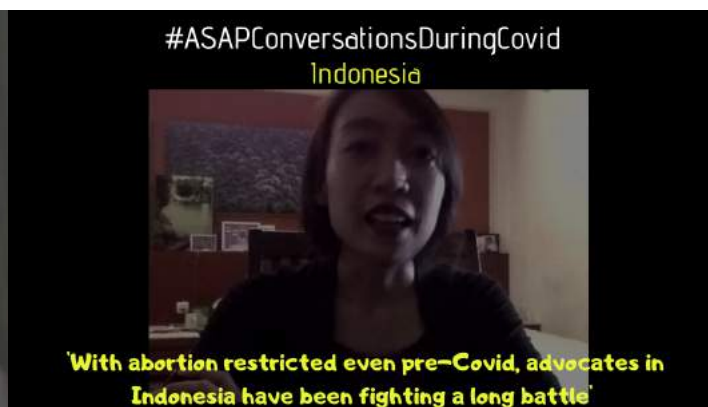 #ASAPConversationsDuringCovid
Indonesia
'With abortion restricted even pre-Covid, advocates in
Indonesia have been fighting a long battle'